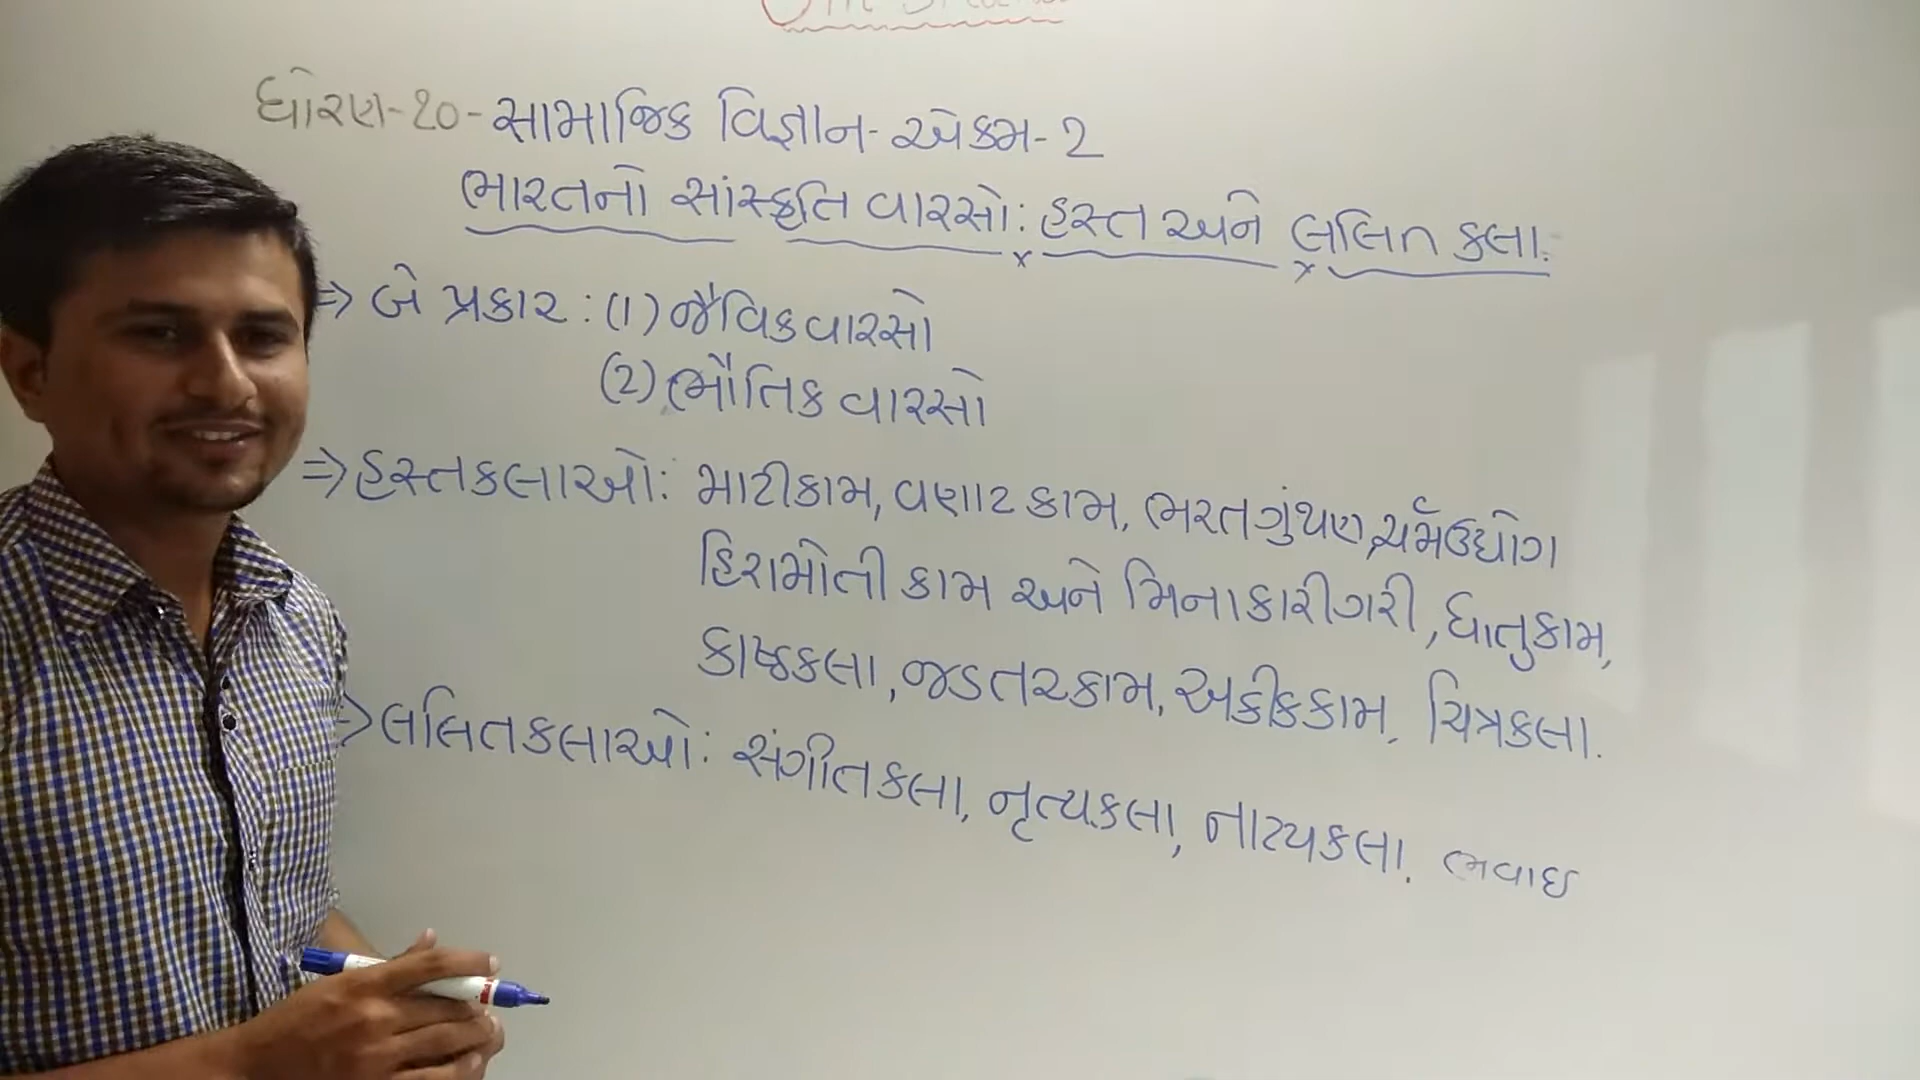 ધોરણ-૨૦-સામાજિક વિજ્ઞાન-એકમ-2
ભારતનો સાંસ્કૃતિ વારસો: હસ્ત અને લલિત કલા.
⇒ બે પ્રકાર: (1) જૈવિક વારસો
(2) ભૌતિક વારસો
⇒ હસ્તકલાઓ: માટીકામ, વણાટ કામ, ભરતગુંથણ, ચર્મઉદ્યોગ
હિરામોતી કામ અને મિનાકારીગરી, ધાતુકામ,
કાષ્ઠકલા, જડતરકામ, અકીકકામ, ચિત્રકલા.
⇒ લલિતકલાઓ: સંગીતકલા, નૃત્યકલા, નાટ્યકલા. ભવાઇ